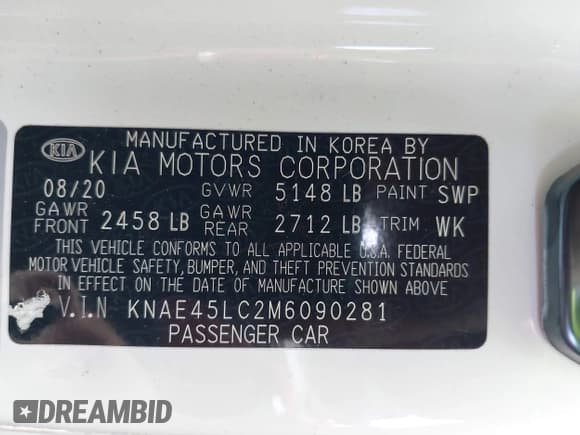 MANUFACTURED IN KOREA BY
KIA KIA MOTORS CORPORATION
08/20 GVWR 5148 LB PAINT SWP
GAWR FRONT 2458 LB GAWR REAR 2712 LB TRIM WK
THIS VEHICLE CONFORMS TO ALL APPLICABLE U.S.A. FEDERAL
MOTOR VEHICLE SAFETY, BUMPER, AND THEFT PREVENTION STANDARDS
IN EFFECT ON THE DATE OF MANUFACTURE SHOWN ABOVE
V.I.N KNAE45LC2M6090281
PASSENGER CAR
DREAMBID